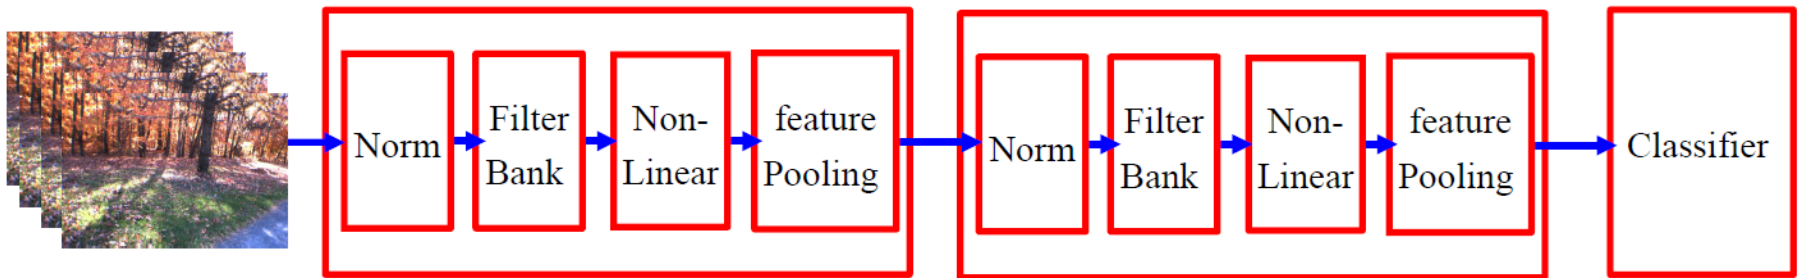 Norm
Filter
Bank
Non-
Linear
feature
Pooling
Norm
Filter
Bank
Non-
Linear
feature
Pooling
Classifier